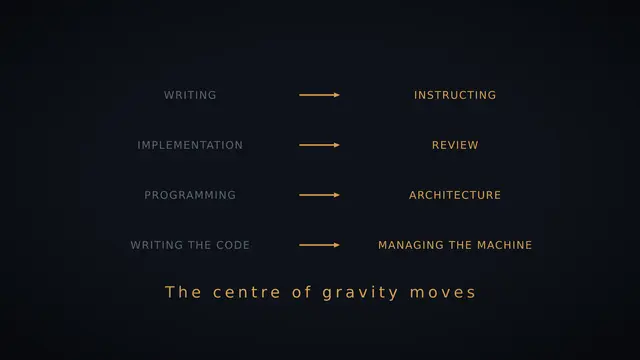 WRITING INSTRUCTING
IMPLEMENTATION REVIEW
PROGRAMMING ARCHITECTURE
WRITING THE CODE MANAGING THE MACHINE
The centre of gravity moves